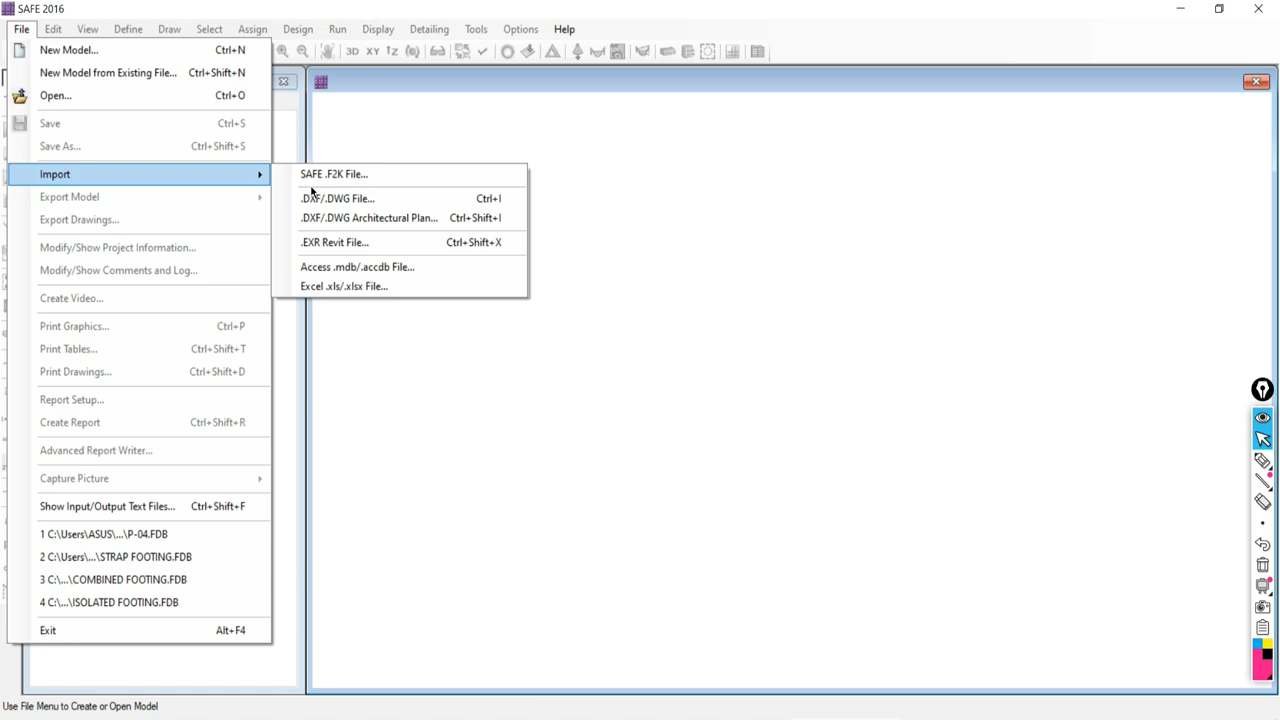 SAFE 2016
File Edit View Define Draw Select Assign Design Run Display Detailing Tools Options Help
New Model... Ctrl+N
3D XY
New Model from Existing File... Ctrl+Shift+N
Open... Ctrl+O
Save Ctrl+S
Save As... Ctrl+Shift+S
Import
Export Model
Export Drawings...
Modify/Show Project Information...
Modify/Show Comments and Log...
Create Video...
Print Graphics... Ctrl+P
Print Tables... Ctrl+Shift+T
Print Drawings... Ctrl+Shift+D
Report Setup...
Create Report Ctrl+Shift+R
Advanced Report Writer...
Capture Picture
Show Input/Output Text Files... Ctrl+Shift+F
1 C:\Users\ASUS\...\P-04.FDB
2 C:\Users\...\STRAP FOOTING.FDB
3 C:\...\COMBINED FOOTING.FDB
4 C:\...\ISOLATED FOOTING.FDB
Exit Alt+F4
SAFE .F2K File...
.DXF/.DWG File... Ctrl+I
.DXF/.DWG Architectural Plan... Ctrl+Shift+I
.EXR Revit File... Ctrl+Shift+X
Access .mdb/.accdb File...
Excel .xls/.xlsx File...
Use File Menu to Create or Open Model